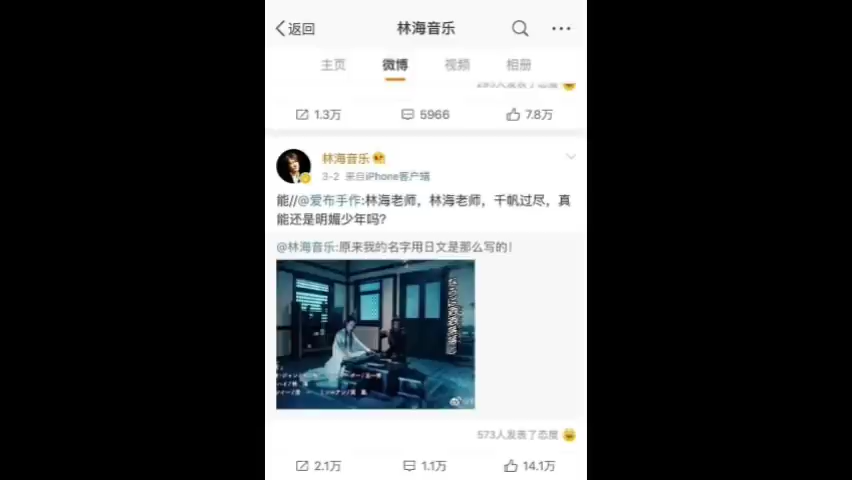 返回
林海音乐
主页 微博 视频 相册
1.3万 5966 7.8万
林海音乐
3-2 来自iPhone客户端
能//@爱布手作:林海老师，林海老师，千帆过尽，真
能还是明媚少年吗?
@林海音乐:原来我的名字用日文是那么写的!
573人发表了态度
2.1万 1.1万 14.1万